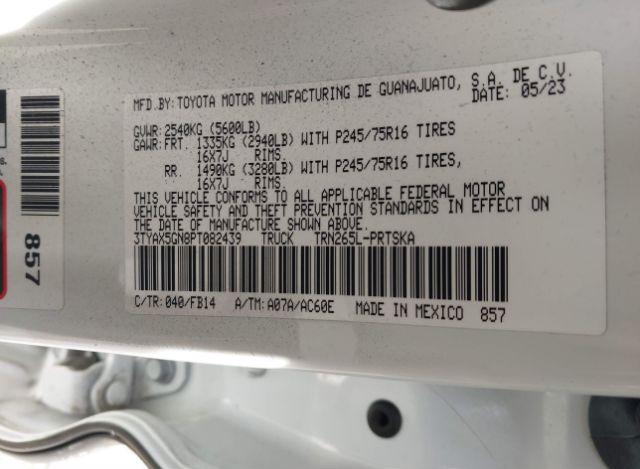 MFD. BY: TOYOTA MOTOR MANUFACTURING DE GUANAJUATO, S.A. DE C.V.
DATE: 05/23
GVWR: 2540KG (5600LB)
GAWR: FRT. 1335KG (2940LB) WITH P245/75R16 TIRES
16X7J RIMS
RR. 1490KG (3280LB) WITH P245/75R16 TIRES,
16X7J RIMS
THIS VEHICLE CONFORMS TO ALL APPLICABLE FEDERAL MOTOR
VEHICLE SAFETY AND THEFT PREVENTION STANDARDS IN EFFECT ON
THE DATE OF MANUFACTURE SHOWN ABOVE.
3TYAX5GN8PT082439 TRUCK TRN265L-PRTSKA
C/TR: 040/FB14 A/TM: A07A/AC60E MADE IN MEXICO 857
857